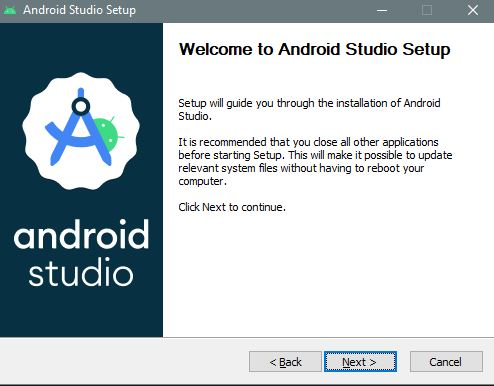 Android Studio Setup
Welcome to Android Studio Setup
Setup will guide you through the installation of Android
Studio.
It is recommended that you close all other applications
before starting Setup. This will make it possible to update
relevant system files without having to reboot your
computer.
Click Next to continue.
android
studio
< Back
Next >
Cancel